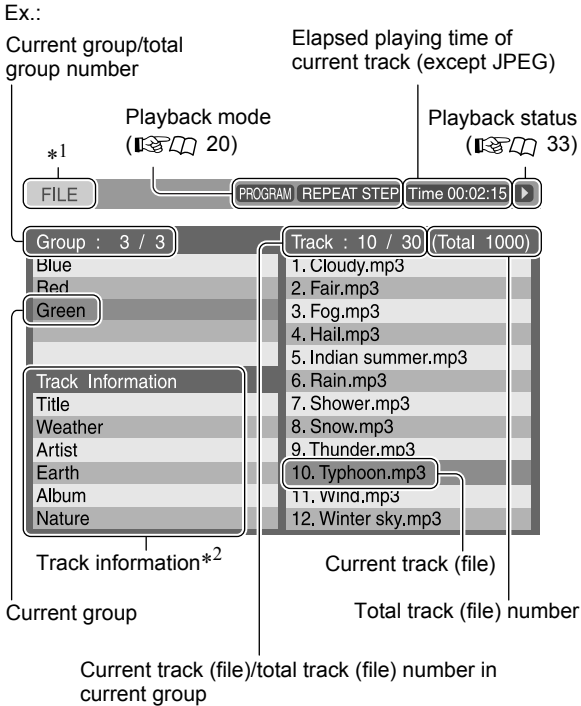 Ex.:
Current group/total
group number
Elapsed playing time of
current track (except JPEG)
Playback mode
( 20)
Playback status
( 33)
*1
FILE
PROGRAM REPEAT STEP Time 00:02:15
Group : 3 / 3
Track : 10 / 30 (Total 1000)
Blue
Red
Green
Track Information
Title
Weather
Artist
Earth
Album
Nature
1. Cloudy.mp3
2. Fair.mp3
3. Fog.mp3
4. Hail.mp3
5. Indian summer.mp3
6. Rain.mp3
7. Shower.mp3
8. Snow.mp3
9. Thunder.mp3
10. Typhoon.mp3
11. Wind.mp3
12. Winter sky.mp3
Track information*2
Current track (file)
Current group
Total track (file) number
Current track (file)/total track (file) number in
current group